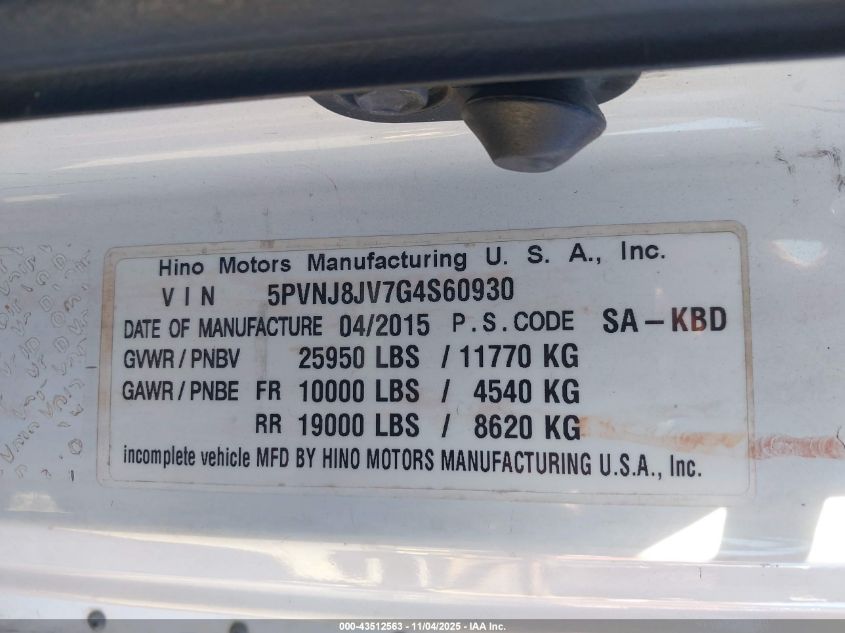 Hino Motors Manufacturing U. S. A., Inc.
VIN 5PVNJ8JV7G4S60930
DATE OF MANUFACTURE 04/2015 P.S.CODE SA-KBD
GVWR/PNBV 25950 LBS / 11770 KG
GAWR/PNBE FR 10000 LBS / 4540 KG
RR 19000 LBS / 8620 KG
incomplete vehicle MFD BY HINO MOTORS MANUFACTURING U.S.A., Inc.
000-43512563 - 11/04/2025 - IAA Inc.